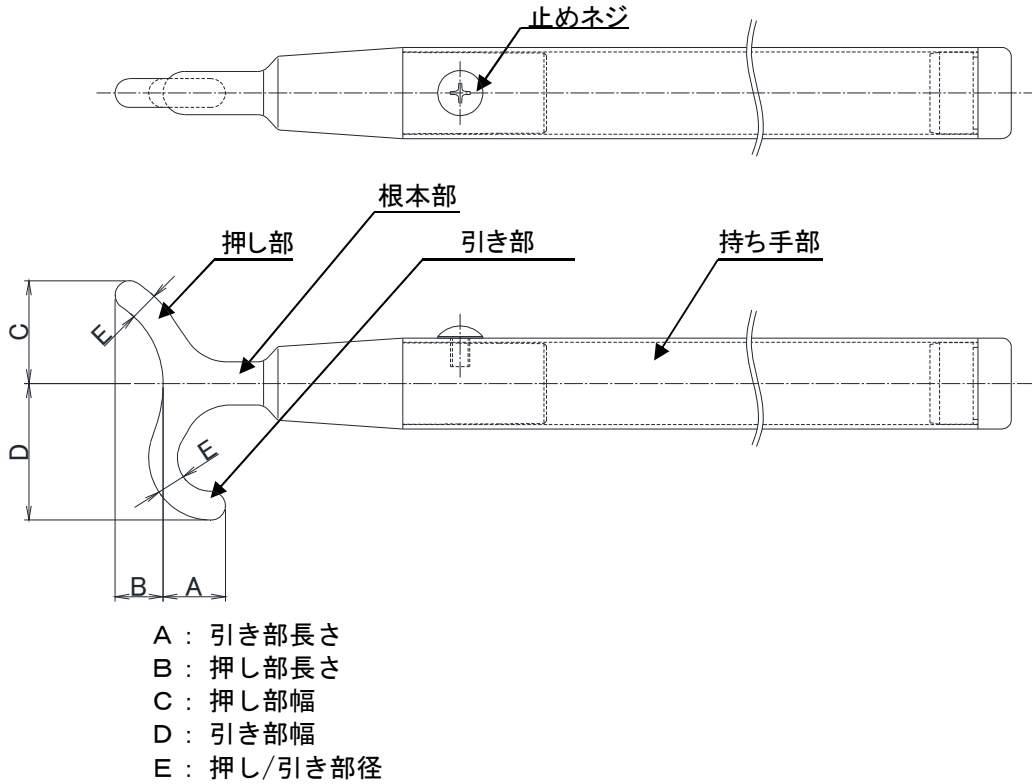 止めネジ
根本部
押し部
引き部
持ち手部
C
E
D
E
B
A
A : 引き部長さ
B : 押し部長さ
C : 押し部幅
D : 引き部幅
E : 押し/引き部径